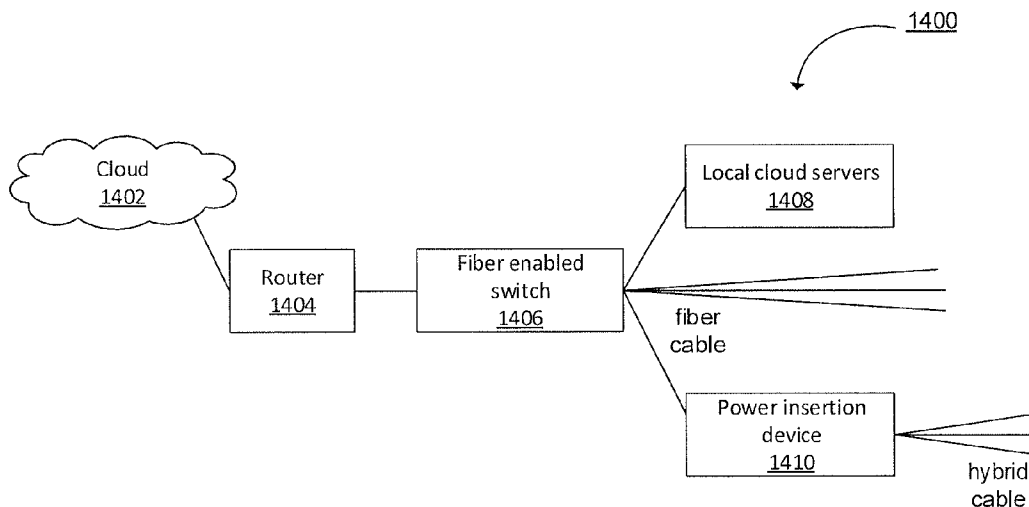 1400
Cloud
1402
Local cloud servers
1408
Router
1404
Fiber enabled
switch
1406
fiber
cable
Power insertion
device
1410
hybrid
cable